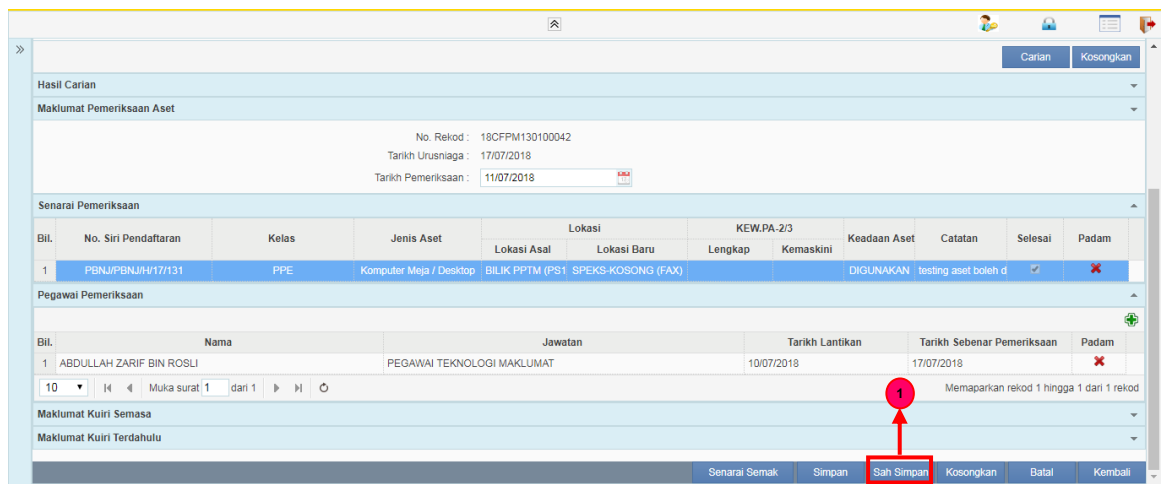 Carian Kosongkan
Hasil Carian
Maklumat Pemeriksaan Aset
No. Rekod : 18CFPM130100042
Tarikh Urusniaga : 17/07/2018
Tarikh Pemeriksaan : 11/07/2018
Senarai Pemeriksaan
Bil. No. Siri Pendaftaran Kelas Jenis Aset Lokasi KEW.PA-2/3 Keadaan Aset Catatan Selesai Padam
Lokasi Asal Lokasi Baru Lengkap Kemaskini
1 PBNJ/PBNJ/H/17/131 PPE Komputer Meja / Desktop BILIK PPTM (PS1 SPEKS-KOSONG (FAX) DIGUNAKAN testing aset boleh d
Pegawai Pemeriksaan
Bil. Nama Jawatan Tarikh Lantikan Tarikh Sebenar Pemeriksaan Padam
1 ABDULLAH ZARIF BIN ROSLI PEGAWAI TEKNOLOGI MAKLUMAT 10/07/2018 17/07/2018
10 Muka surat 1 dari 1 Memaparkan rekod 1 hingga 1 dari 1 rekod
1
Maklumat Kuiri Semasa
Maklumat Kuiri Terdahulu
Senarai Semak Simpan Sah Simpan Kosongkan Batal Kembali